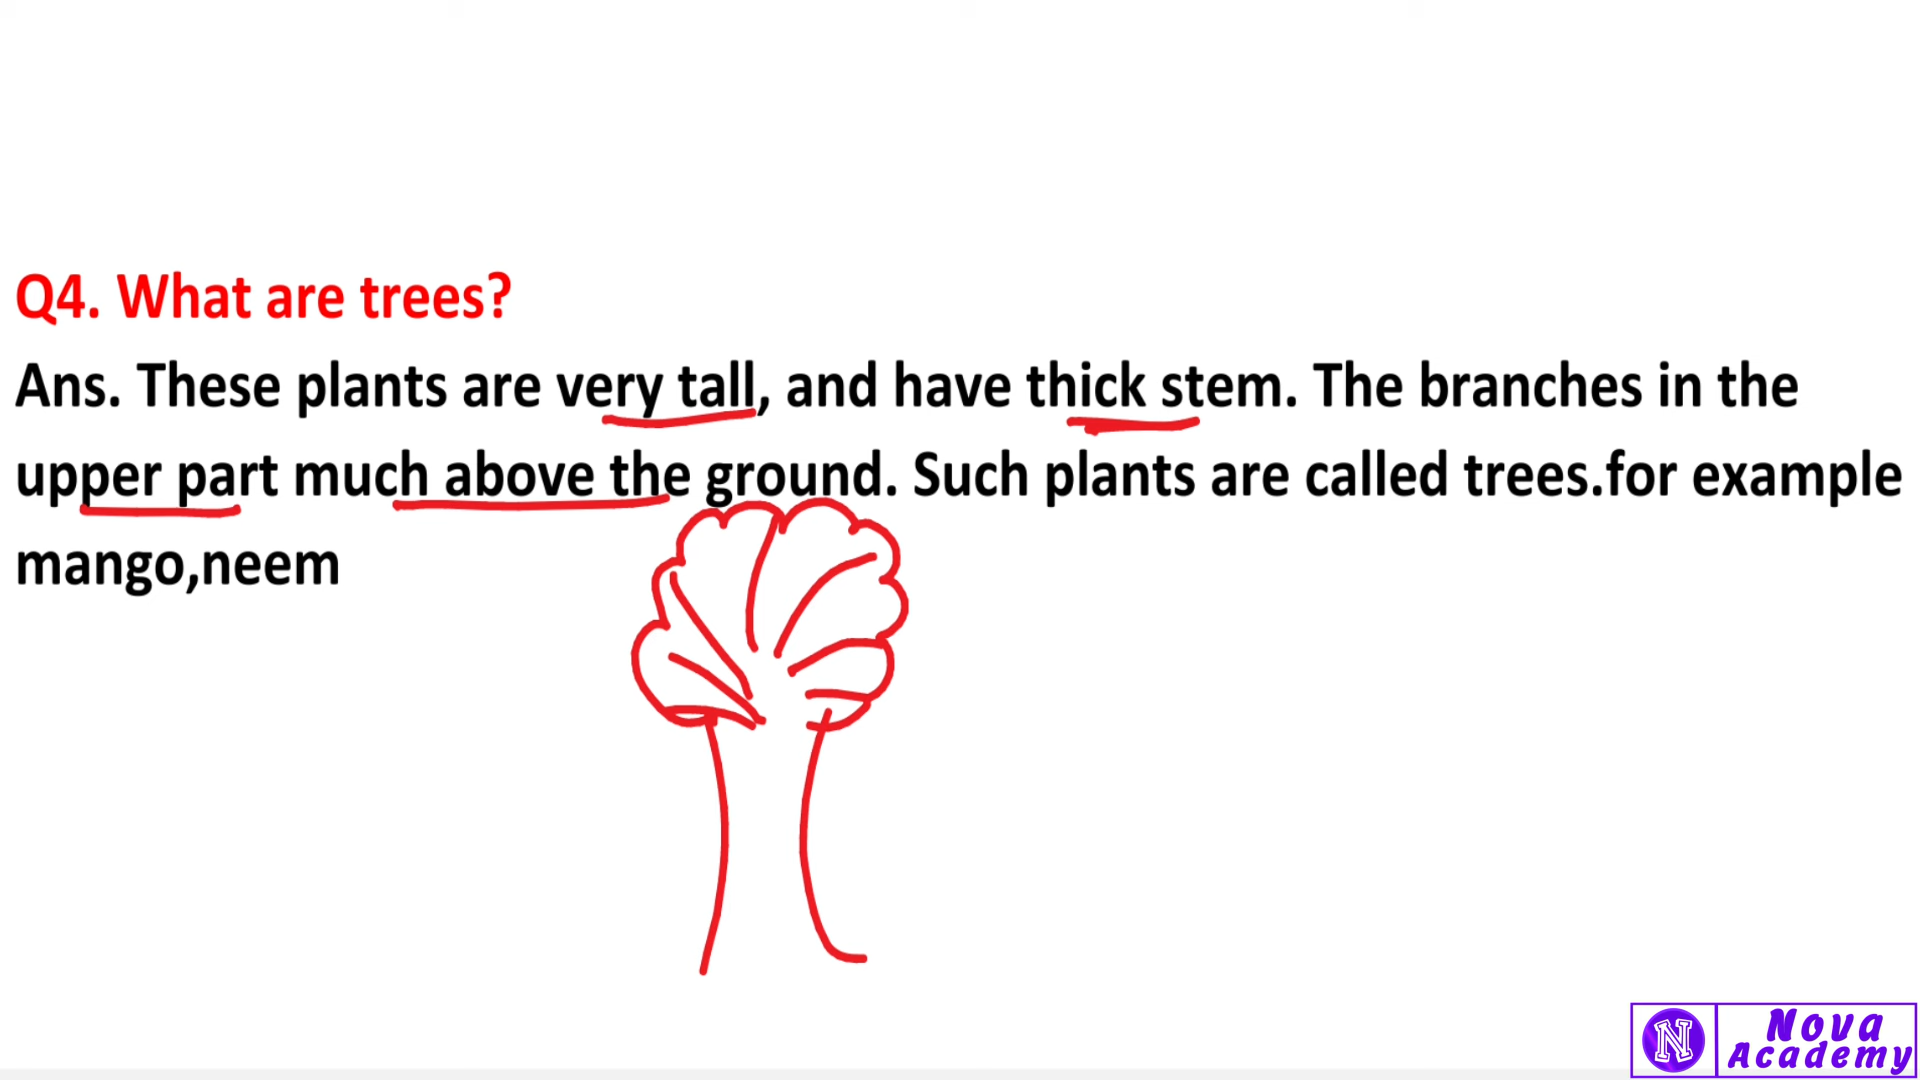 Q4. What are trees?
Ans. These plants are very tall, and have thick stem. The branches in the
upper part much above the ground. Such plants are called trees.for example
mango,neem
N
Nova
Academy